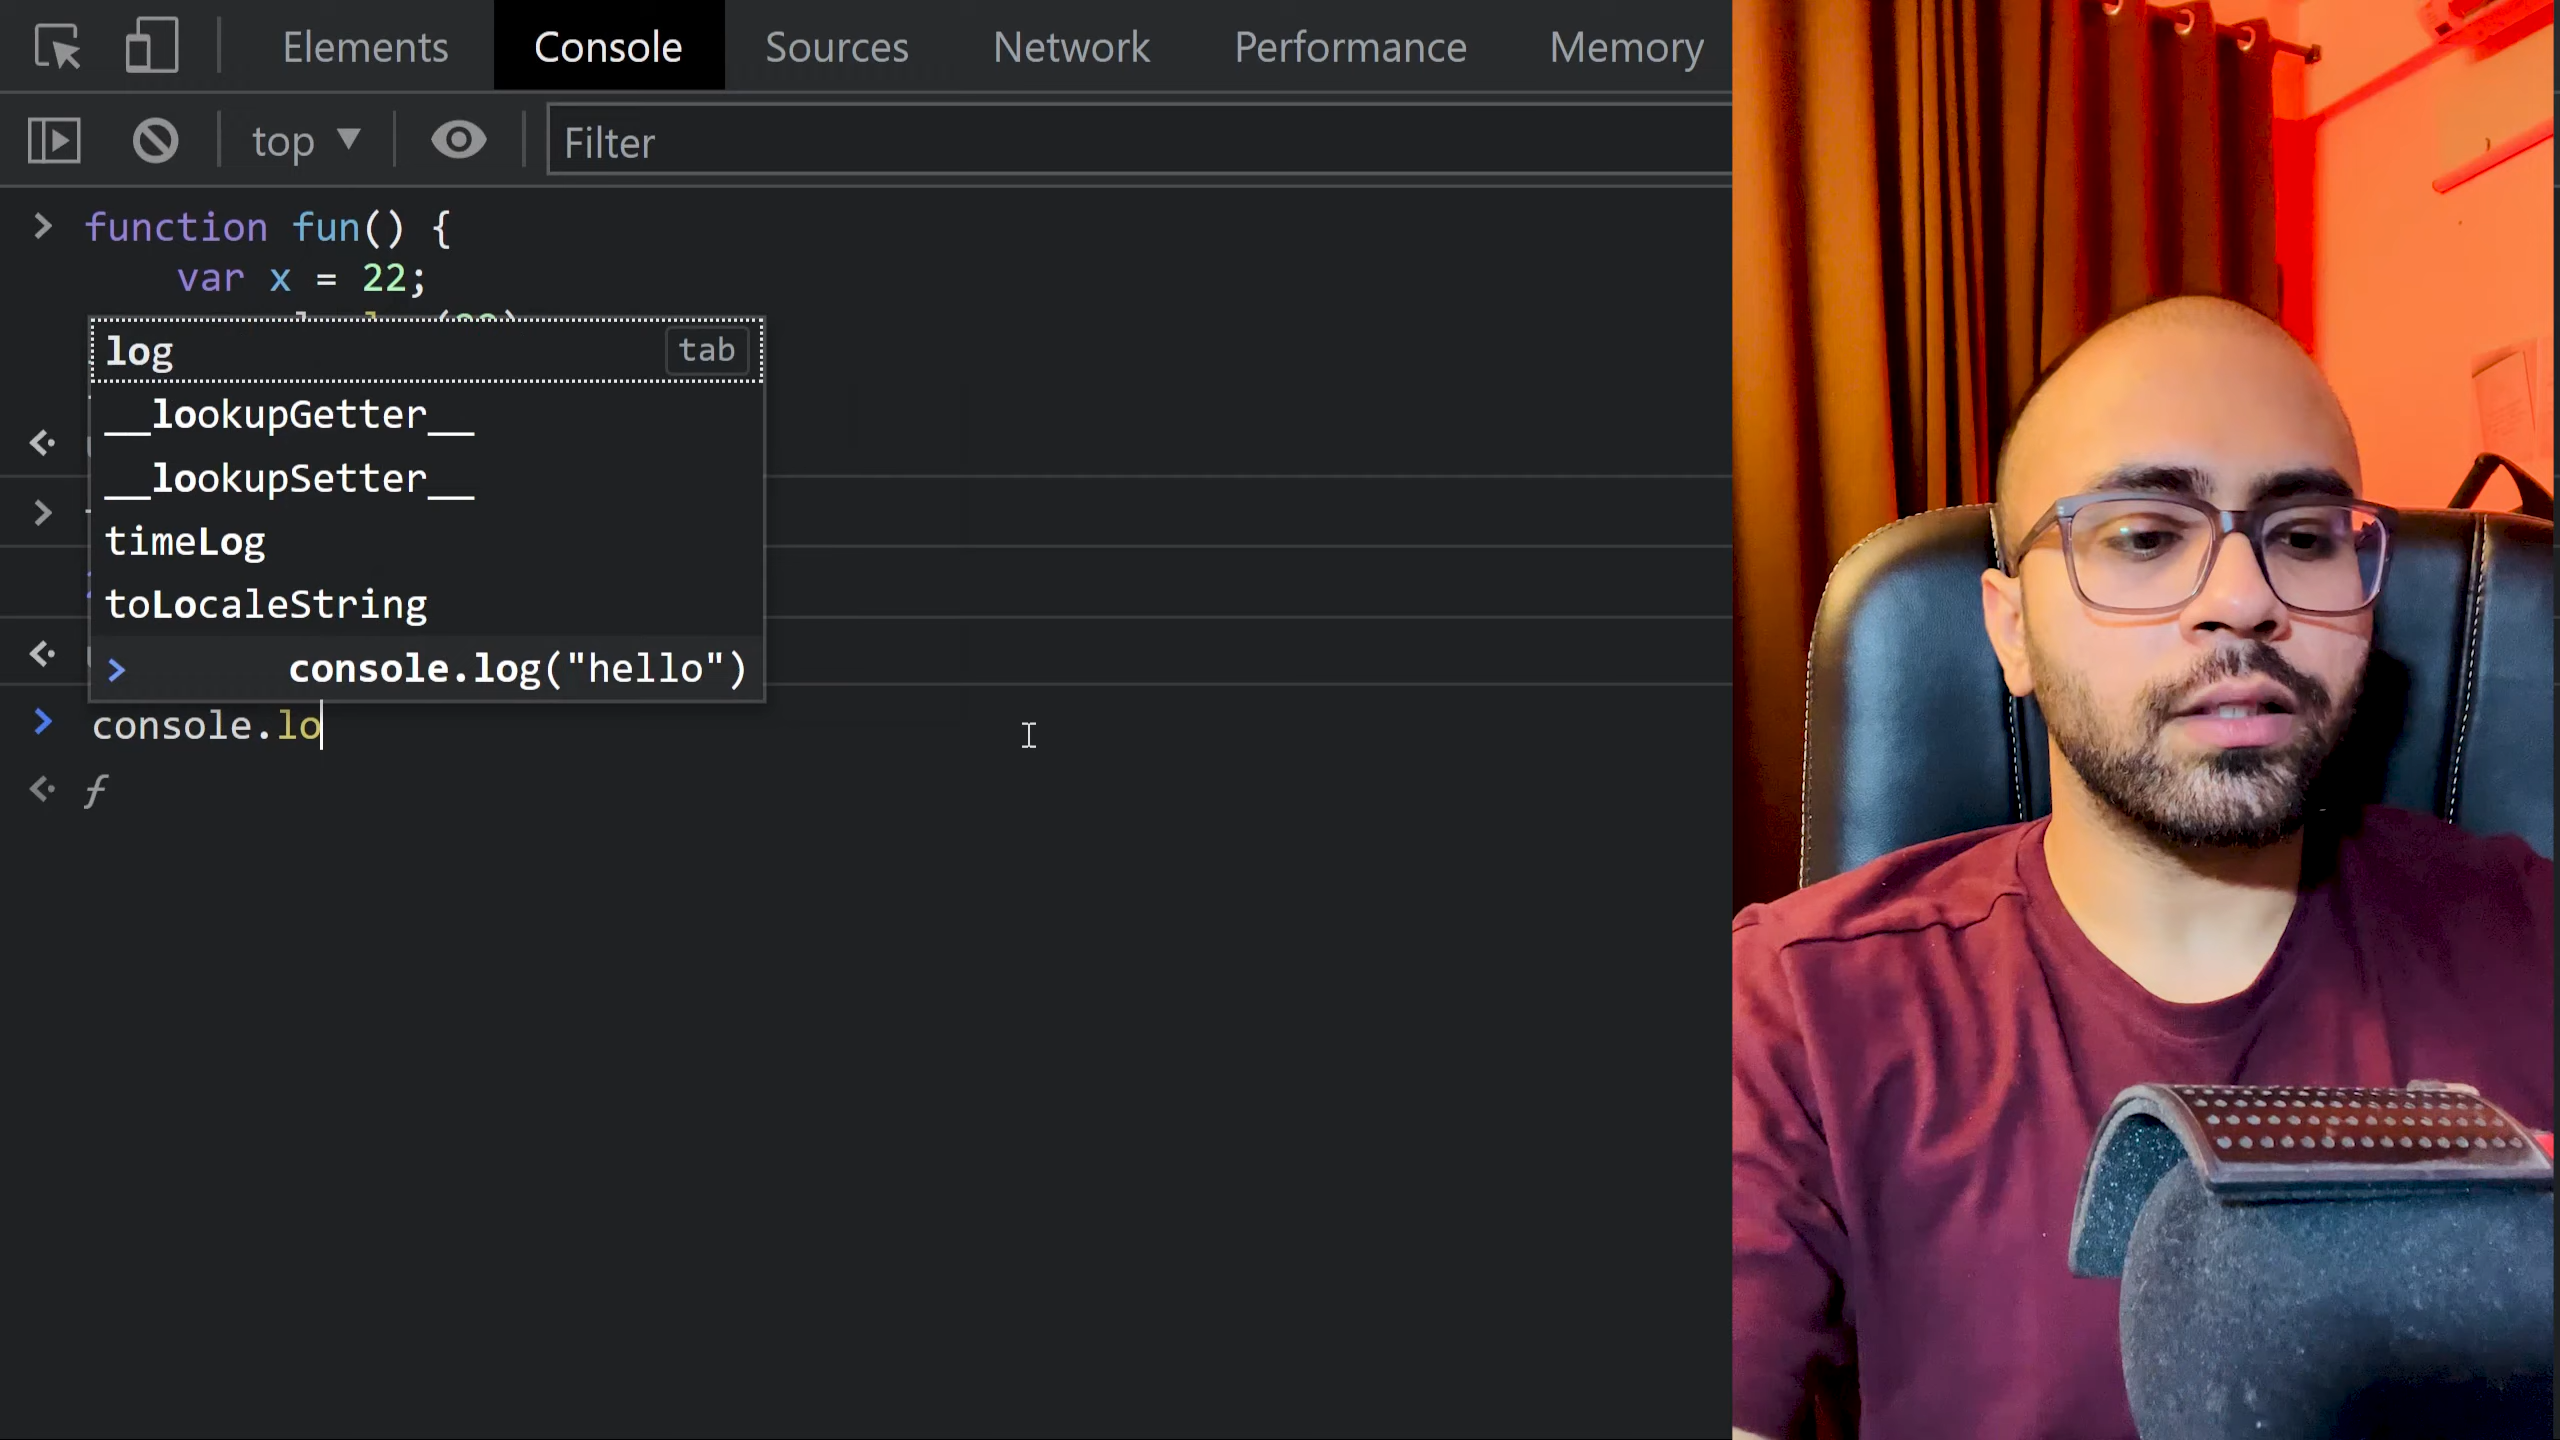 Elements Console Sources Network Performance Memory
top Filter
function fun() {
var x = 22;
log tab
__lookupGetter__
__lookupSetter__
timeLog
toLocaleString
> console.log("hello")
> console.lo
f